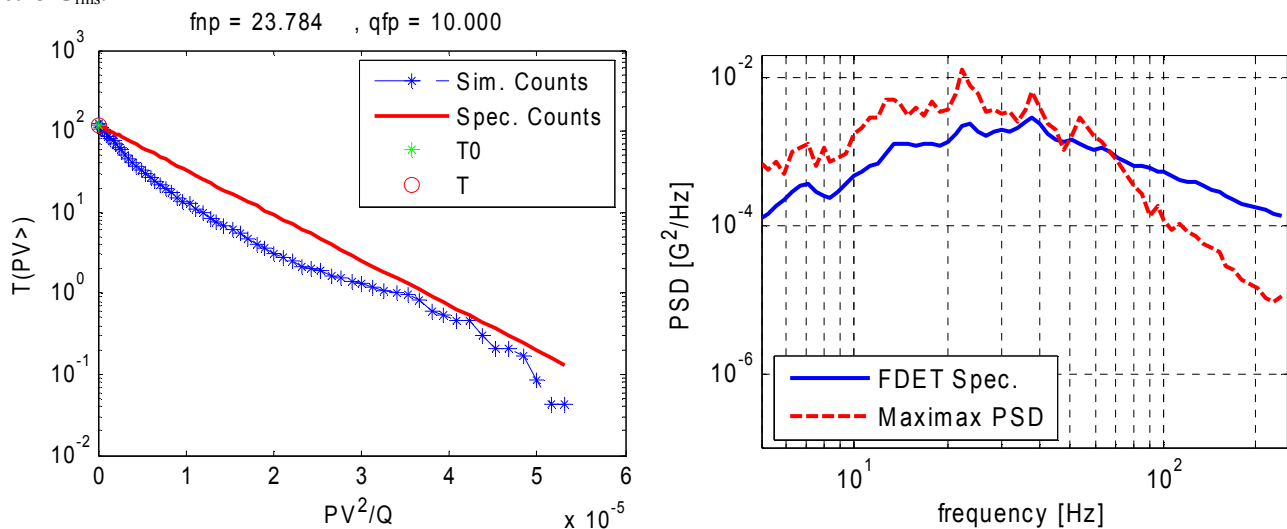 fnp = 23.784 , qfp = 10.000
10^3
10^2
10^1
10^0
10^-1
10^-2
T(PV>)
Sim. Counts
Spec. Counts
T0
T
0 1 2 3 4 5 6
x 10^-5
PV^2/Q
10^-2
10^-4
10^-6
PSD [G^2/Hz]
FDET Spec.
Maximax PSD
10^1 10^2
frequency [Hz]